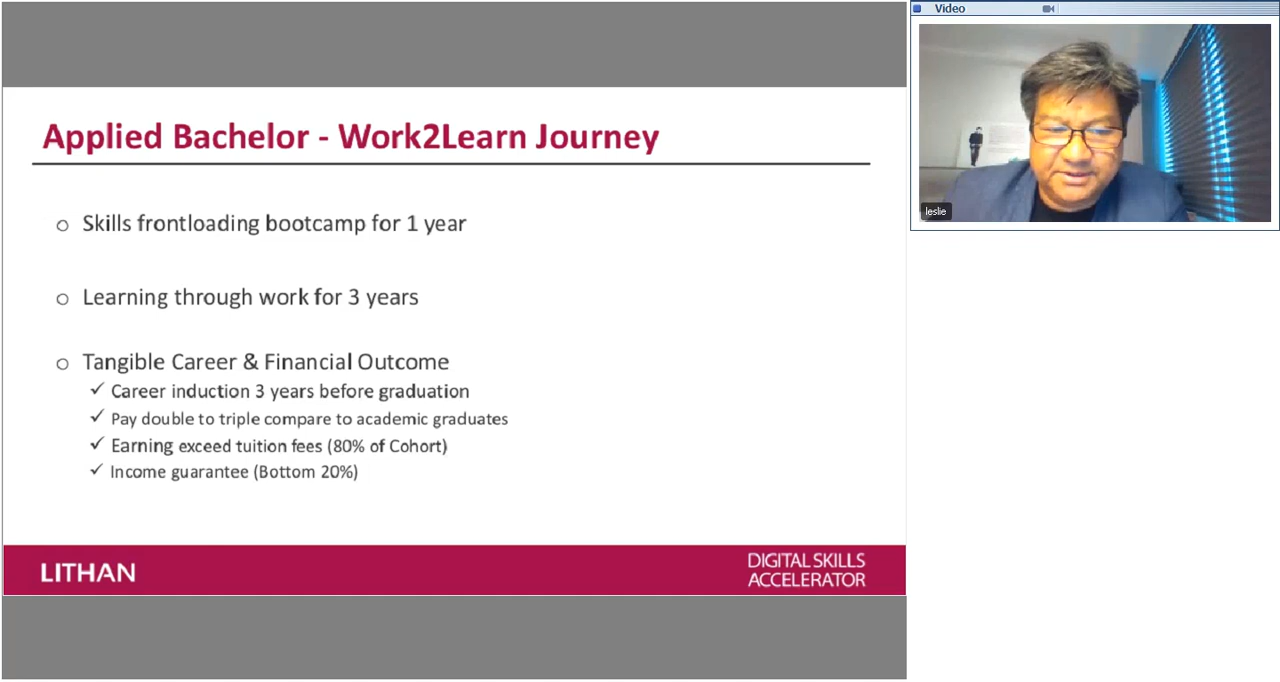 Applied Bachelor - Work2Learn Journey
Skills frontloading bootcamp for 1 year
Learning through work for 3 years
Tangible Career & Financial Outcome
Career induction 3 years before graduation
Pay double to triple compare to academic graduates
Earning exceed tuition fees (80% of Cohort)
Income guarantee (Bottom 20%)
LITHAN
DIGITAL SKILLS
ACCELERATOR
Video
leslie